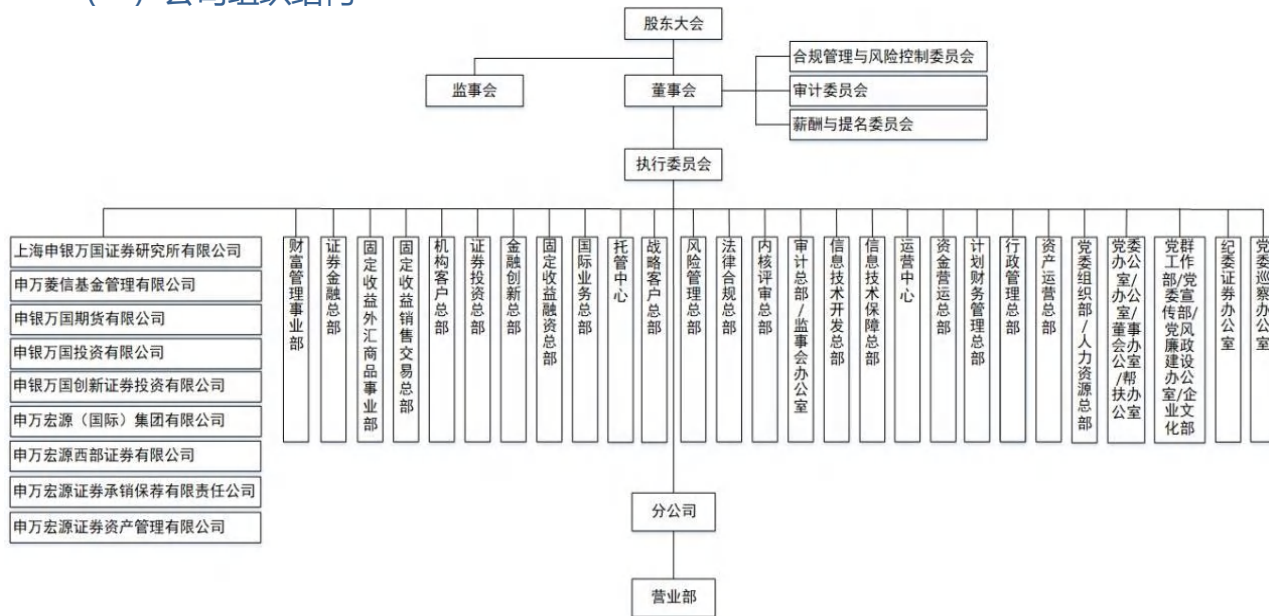 公司组织结构
股东大会
监事会
董事会
合规管理与风险控制委员会
审计委员会
薪酬与提名委员会
执行委员会
上海申银万国证券研究所有限公司
申万菱信基金管理有限公司
申银万国期货有限公司
申银万国投资有限公司
申银万国创新证券投资有限公司
申万宏源（国际）集团有限公司
申万宏源西部证券有限公司
申万宏源证券承销保荐有限责任公司
申万宏源证券资产管理有限公司
财富管理事业部
证券金融总部
固定收益外汇商品事业部
固定收益销售交易总部
机构客户总部
证券投资总部
金融创新总部
固定收益融资总部
国际业务总部
托管中心
战略客户总部
风险管理总部
法律合规总部
内核评审总部
审计总部/监事会办公室
信息技术开发总部
信息技术保障总部
运营中心
资金营运总部
计划财务管理总部
行政管理总部
资产运营总部
党委组织部/人力资源总部
党委办公室/办公室/董事会办公室/帮扶办公室
党群工作部/党委宣传部/党风廉政建设办公室/企业文化部
纪委证券办公室
党委巡察办公室
分公司
营业部